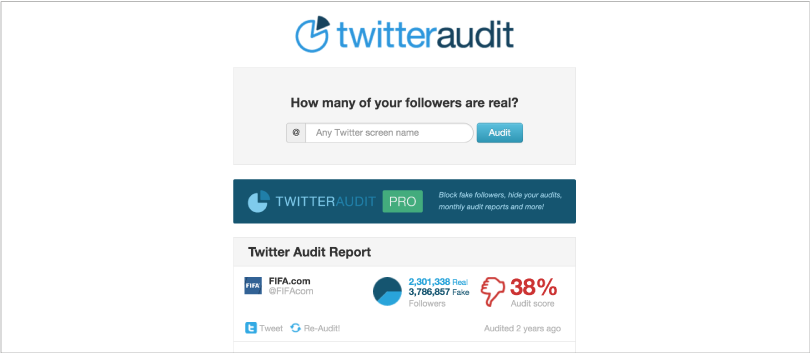 twitteraudit
How many of your followers are real?
@ Any Twitter screen name Audit
TWITTERAUDIT PRO
Block fake followers, hide your audits,
monthly audit reports and more!
Twitter Audit Report
FIFA
FIFA.com
@FIFAcom
2,301,338 Real
3,786,857 Fake
Followers
38%
Audit score
Tweet Re-Audit!
Audited 2 years ago